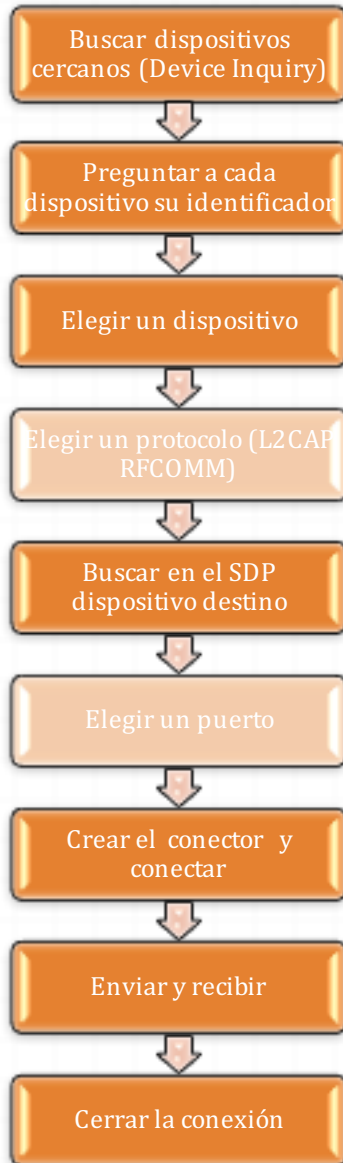 Buscar dispositivos
cercanos (Device Inquiry)
Preguntar a cada
dispositivo su identificador
Elegir un dispositivo
Elegir un protocolo (L2CAP
RFCOMM)
Buscar en el SDP
dispositivo destino
Elegir un puerto
Crear el conector y
conectar
Enviar y recibir
Cerrar la conexión